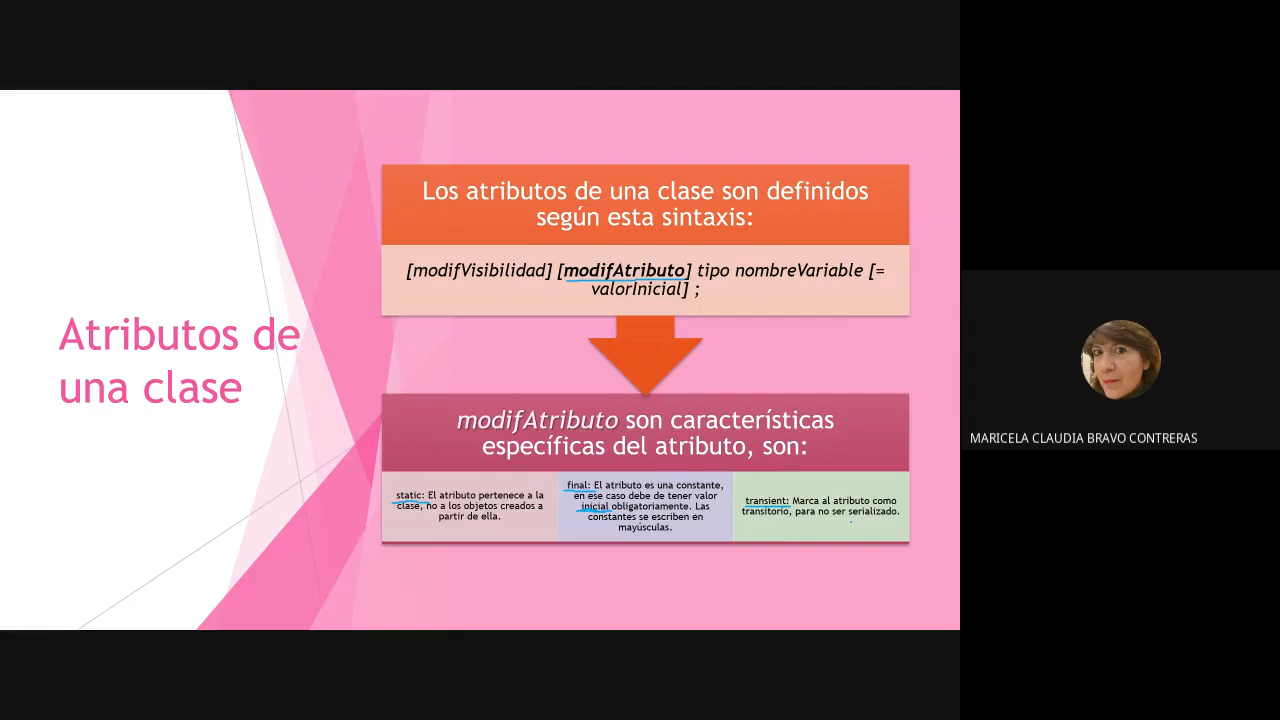 Atributos de
una clase
Los atributos de una clase son definidos
según esta sintaxis:
[modifVisibilidad] [modifAtributo] tipo nombreVariable [=
valorInicial] ;
modifAtributo son características
específicas del atributo, son:
static: El atributo pertenece a la
clase, no a los objetos creados a
partir de ella.
final: El atributo es una constante,
en ese caso debe de tener valor
inicial obligatoriamente. Las
constantes se escriben en
mayúsculas.
transient: Marca al atributo como
transitorio, para no ser serializado.
MARICELA CLAUDIA BRAVO CONTRERAS